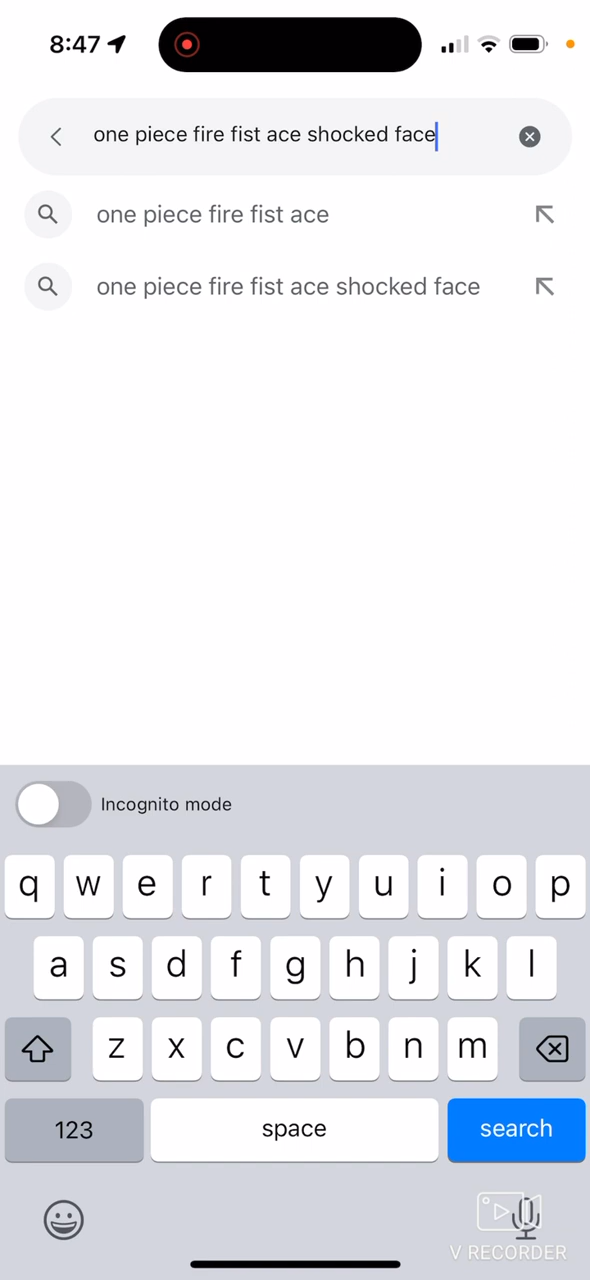 8:47
one piece fire fist ace shocked face
one piece fire fist ace
one piece fire fist ace shocked face
Incognito mode
q w e r t y u i o p
a s d f g h j k l
z x c v b n m
123 space search
V RECORDER